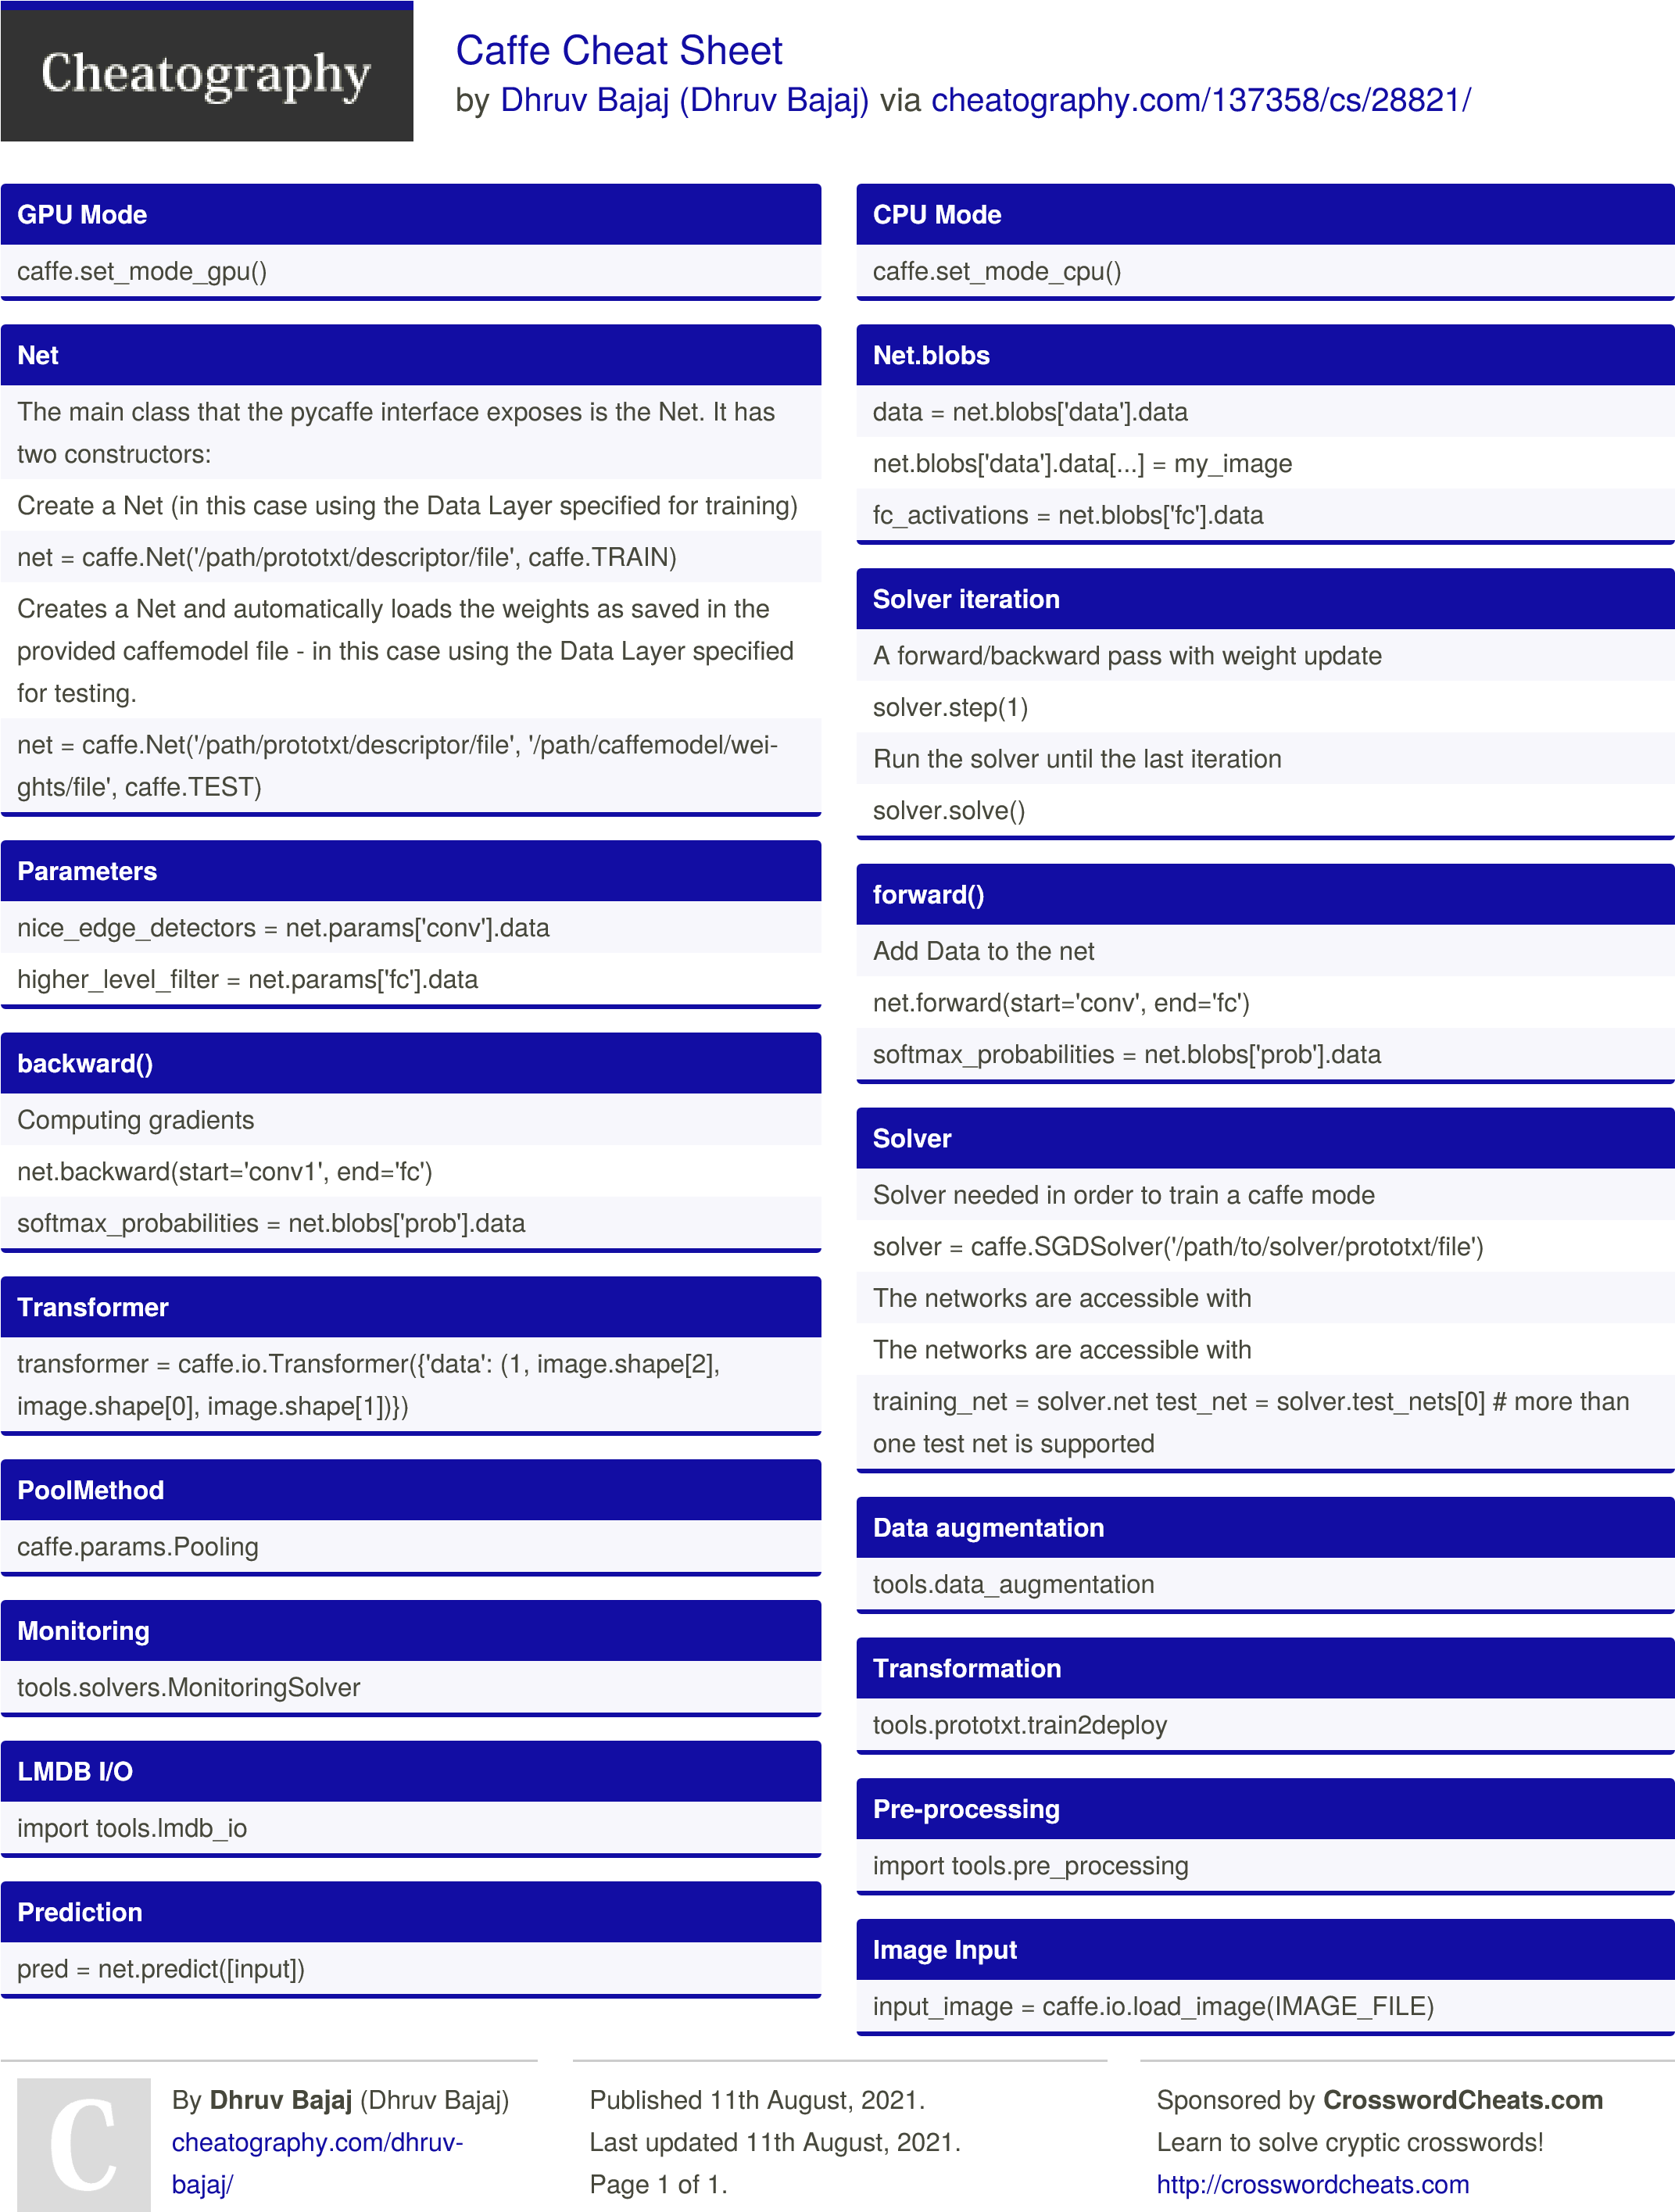 Cheatography
Caffe Cheat Sheet
by Dhruv Bajaj (Dhruv Bajaj) via cheatography.com/137358/cs/28821/
GPU Mode
caffe.set_mode_gpu()
Net
The main class that the pycaffe interface exposes is the Net. It has
two constructors:
Create a Net (in this case using the Data Layer specified for training)
net = caffe.Net('/path/prototxt/descriptor/file', caffe.TRAIN)
Creates a Net and automatically loads the weights as saved in the
provided caffemodel file - in this case using the Data Layer specified
for testing.
net = caffe.Net('/path/prototxt/descriptor/file', '/path/caffemodel/wei-
ghts/file', caffe.TEST)
Parameters
nice_edge_detectors = net.params['conv'].data
higher_level_filter = net.params['fc'].data
backward()
Computing gradients
net.backward(start='conv1', end='fc')
softmax_probabilities = net.blobs['prob'].data
Transformer
transformer = caffe.io.Transformer({'data': (1, image.shape[2],
image.shape[0], image.shape[1])})
PoolMethod
caffe.params.Pooling
Monitoring
tools.solvers.MonitoringSolver
LMDB I/O
import tools.lmdb_io
Prediction
pred = net.predict([input])
CPU Mode
caffe.set_mode_cpu()
Net.blobs
data = net.blobs['data'].data
net.blobs['data'].data[...] = my_image
fc_activations = net.blobs['fc'].data
Solver iteration
A forward/backward pass with weight update
solver.step(1)
Run the solver until the last iteration
solver.solve()
forward()
Add Data to the net
net.forward(start='conv', end='fc')
softmax_probabilities = net.blobs['prob'].data
Solver
Solver needed in order to train a caffe mode
solver = caffe.SGDSolver('/path/to/solver/prototxt/file')
The networks are accessible with
The networks are accessible with
training_net = solver.net test_net = solver.test_nets[0] # more than
one test net is supported
Data augmentation
tools.data_augmentation
Transformation
tools.prototxt.train2deploy
Pre-processing
import tools.pre_processing
Image Input
input_image = caffe.io.load_image(IMAGE_FILE)
C
By Dhruv Bajaj (Dhruv Bajaj)
cheatography.com/dhruv-
bajaj/
Published 11th August, 2021.
Last updated 11th August, 2021.
Page 1 of 1.
Sponsored by CrosswordCheats.com
Learn to solve cryptic crosswords!
http://crosswordcheats.com